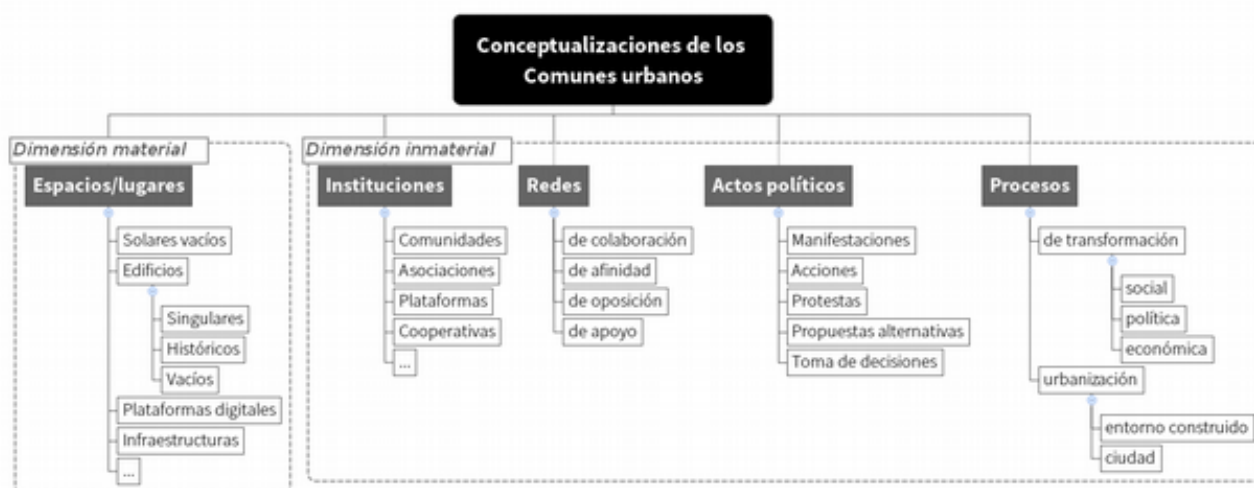 Conceptualizaciones de los
Comunes urbanos
Dimensión material
Espacios/lugares
Solares vacíos
Edificios
Singulares
Históricos
Vacíos
Plataformas digitales
Infraestructuras
...
Dimensión inmaterial
Instituciones
Comunidades
Asociaciones
Plataformas
Cooperativas
...
Redes
de colaboración
de afinidad
de oposición
de apoyo
Actos políticos
Manifestaciones
Acciones
Protestas
Propuestas alternativas
Toma de decisiones
Procesos
de transformación
social
política
económica
urbanización
entorno construido
ciudad